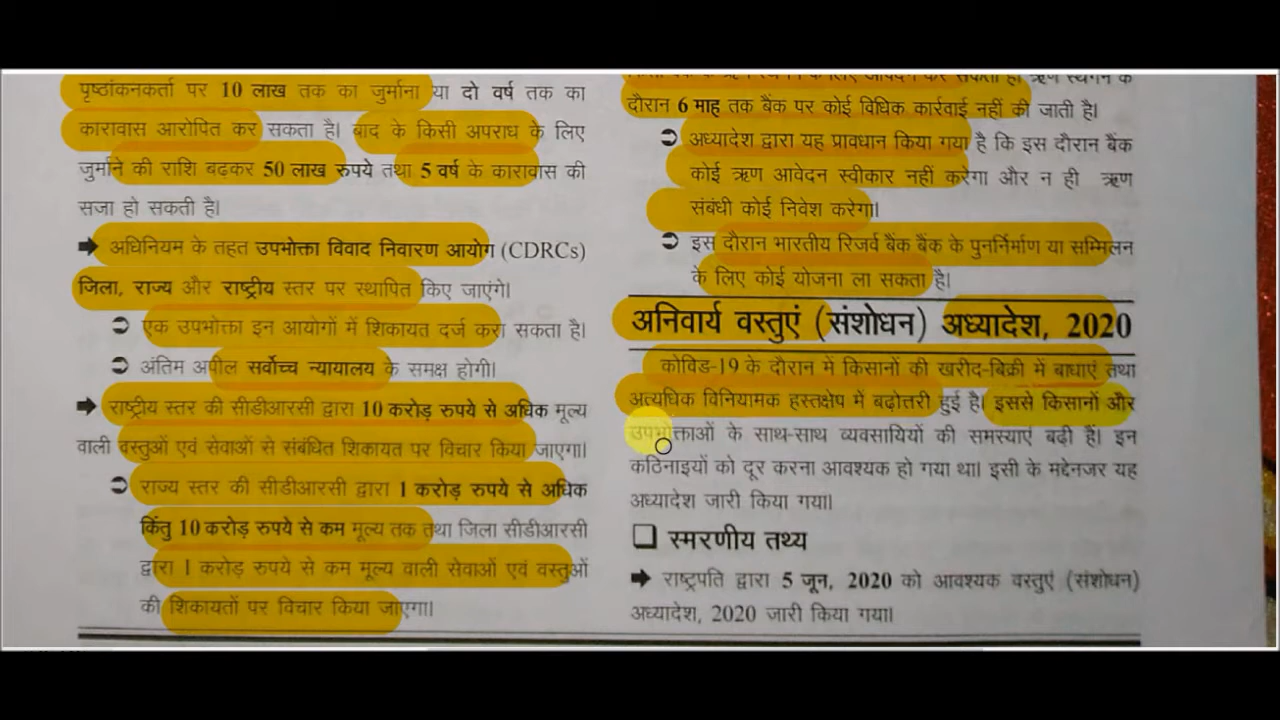 पृष्ठांकनकर्ता पर 10 लाख तक का जुर्माना या दो वर्ष तक का
कारावास आरोपित कर सकता है। बाद के किसी अपराध के लिए
जुर्माने की राशि बढ़कर 50 लाख रुपये तथा 5 वर्ष के कारावास की
सजा हो सकती है।
➡ अधिनियम के तहत उपभोक्ता विवाद निवारण आयोग (CDRCs)
जिला, राज्य और राष्ट्रीय स्तर पर स्थापित किए जाएंगे।
➲ एक उपभोक्ता इन आयोगों में शिकायत दर्ज करा सकता है।
➲ अंतिम अपील सर्वोच्च न्यायालय के समक्ष होगी।
➡ राष्ट्रीय स्तर की सीडीआरसी द्वारा 10 करोड़ रुपये से अधिक मूल्य
वाली वस्तुओं एवं सेवाओं से संबंधित शिकायत पर विचार किया जाएगा।
➲ राज्य स्तर की सीडीआरसी द्वारा 1 करोड़ रुपये से अधिक
किंतु 10 करोड़ रुपये से कम मूल्य तक तथा जिला सीडीआरसी
द्वारा 1 करोड़ रुपये से कम मूल्य वाली सेवाओं एवं वस्तुओं
की शिकायतों पर विचार किया जाएगा।
के लिए आवेदन कर सकता है। ऋण स्थगन के
दौरान 6 माह तक बैंक पर कोई विधिक कार्रवाई नहीं की जाती है।
➲ अध्यादेश द्वारा यह प्रावधान किया गया है कि इस दौरान बैंक
कोई ऋण आवेदन स्वीकार नहीं करेगा और न ही ऋण
संबंधी कोई निवेश करेगा।
➲ इस दौरान भारतीय रिजर्व बैंक बैंक के पुनर्निर्माण या सम्मिलन
के लिए कोई योजना ला सकता है।
अनिवार्य वस्तुएं (संशोधन) अध्यादेश, 2020
कोविड-19 के दौरान में किसानों की खरीद-बिक्री में बाधाएं तथा
अत्यधिक विनियामक हस्तक्षेप में बढ़ोत्तरी हुई है। इससे किसानों और
उपभोक्ताओं के साथ-साथ व्यवसायियों की समस्याएं बढ़ी हैं। इन
कठिनाइयों को दूर करना आवश्यक हो गया था। इसी के मद्देनजर यह
अध्यादेश जारी किया गया।
❑ स्मरणीय तथ्य
➡ राष्ट्रपति द्वारा 5 जून, 2020 को आवश्यक वस्तुएं (संशोधन)
अध्यादेश, 2020 जारी किया गया।